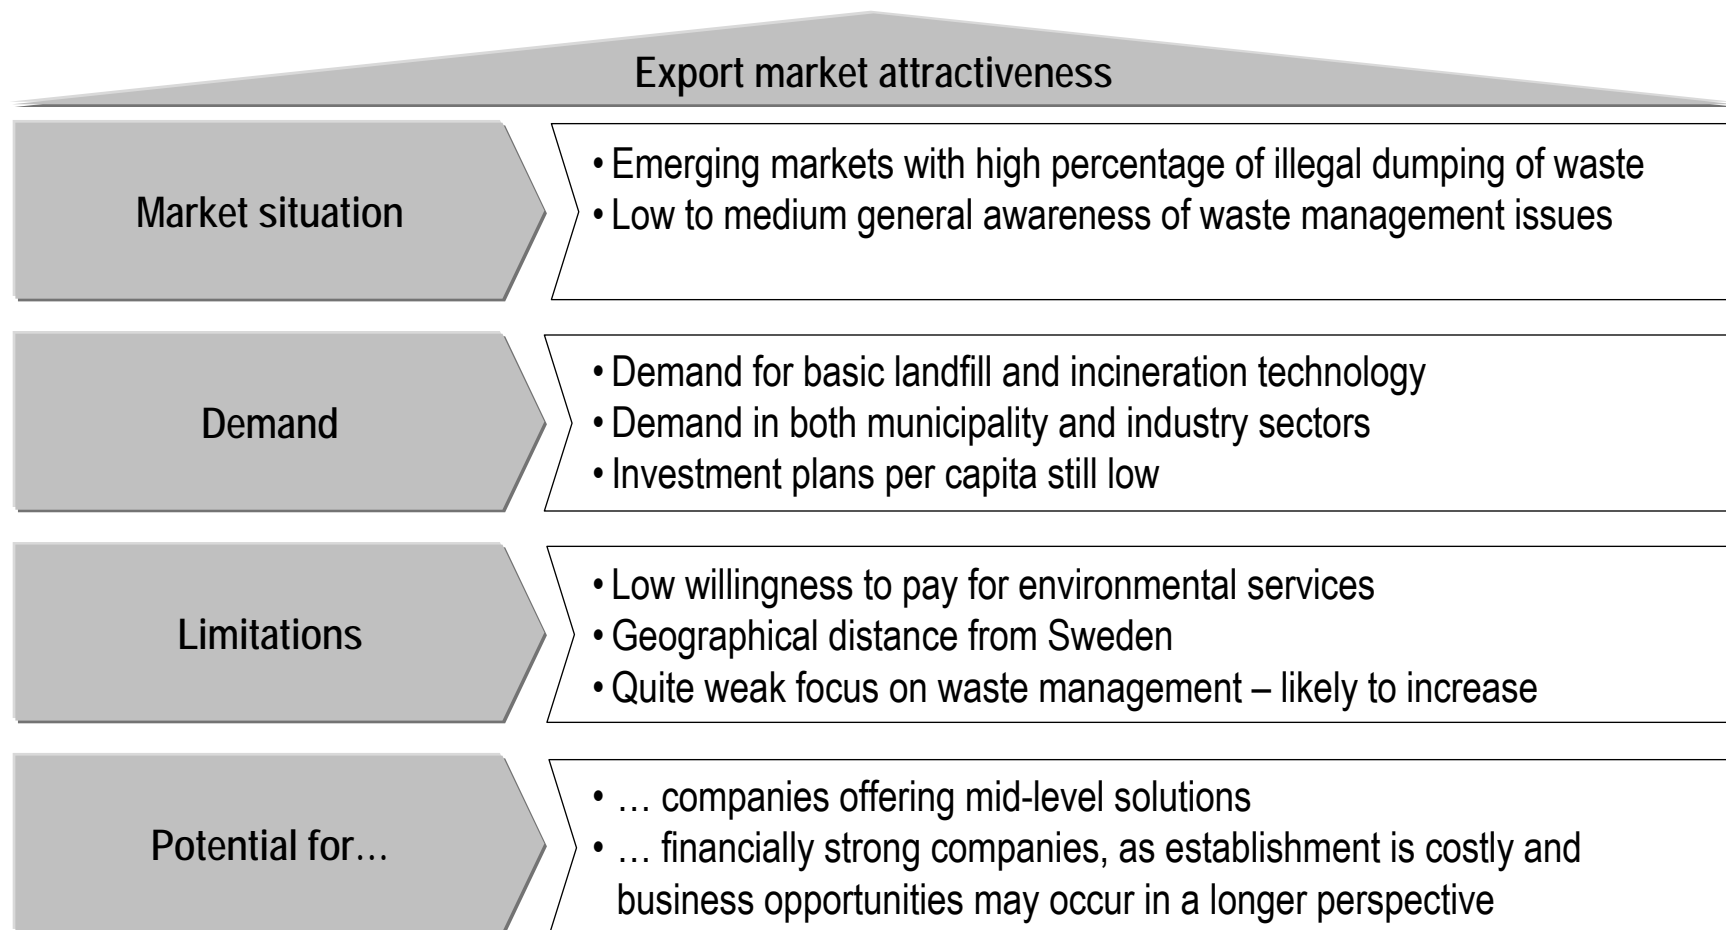 Export market attractiveness
Market situation
• Emerging markets with high percentage of illegal dumping of waste
• Low to medium general awareness of waste management issues
Demand
• Demand for basic landfill and incineration technology
• Demand in both municipality and industry sectors
• Investment plans per capita still low
Limitations
• Low willingness to pay for environmental services
• Geographical distance from Sweden
• Quite weak focus on waste management – likely to increase
Potential for…
• … companies offering mid-level solutions
• … financially strong companies, as establishment is costly and
business opportunities may occur in a longer perspective